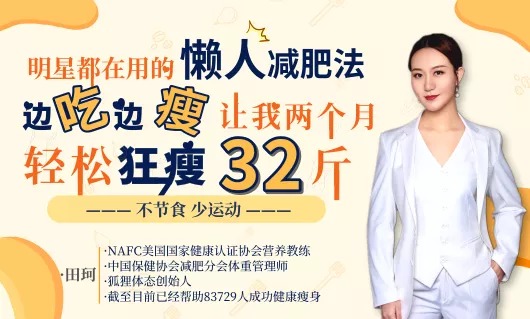 明星都在用的懒人减肥法
边吃边瘦让我两个月
轻松狂瘦32斤
——— 不节食 少运动 ———
·田珂
·NAFC美国国家健康认证协会营养教练
·中国保健协会减肥分会体重管理师
·狐狸体态创始人
·截至目前已经帮助83729人成功健康瘦身